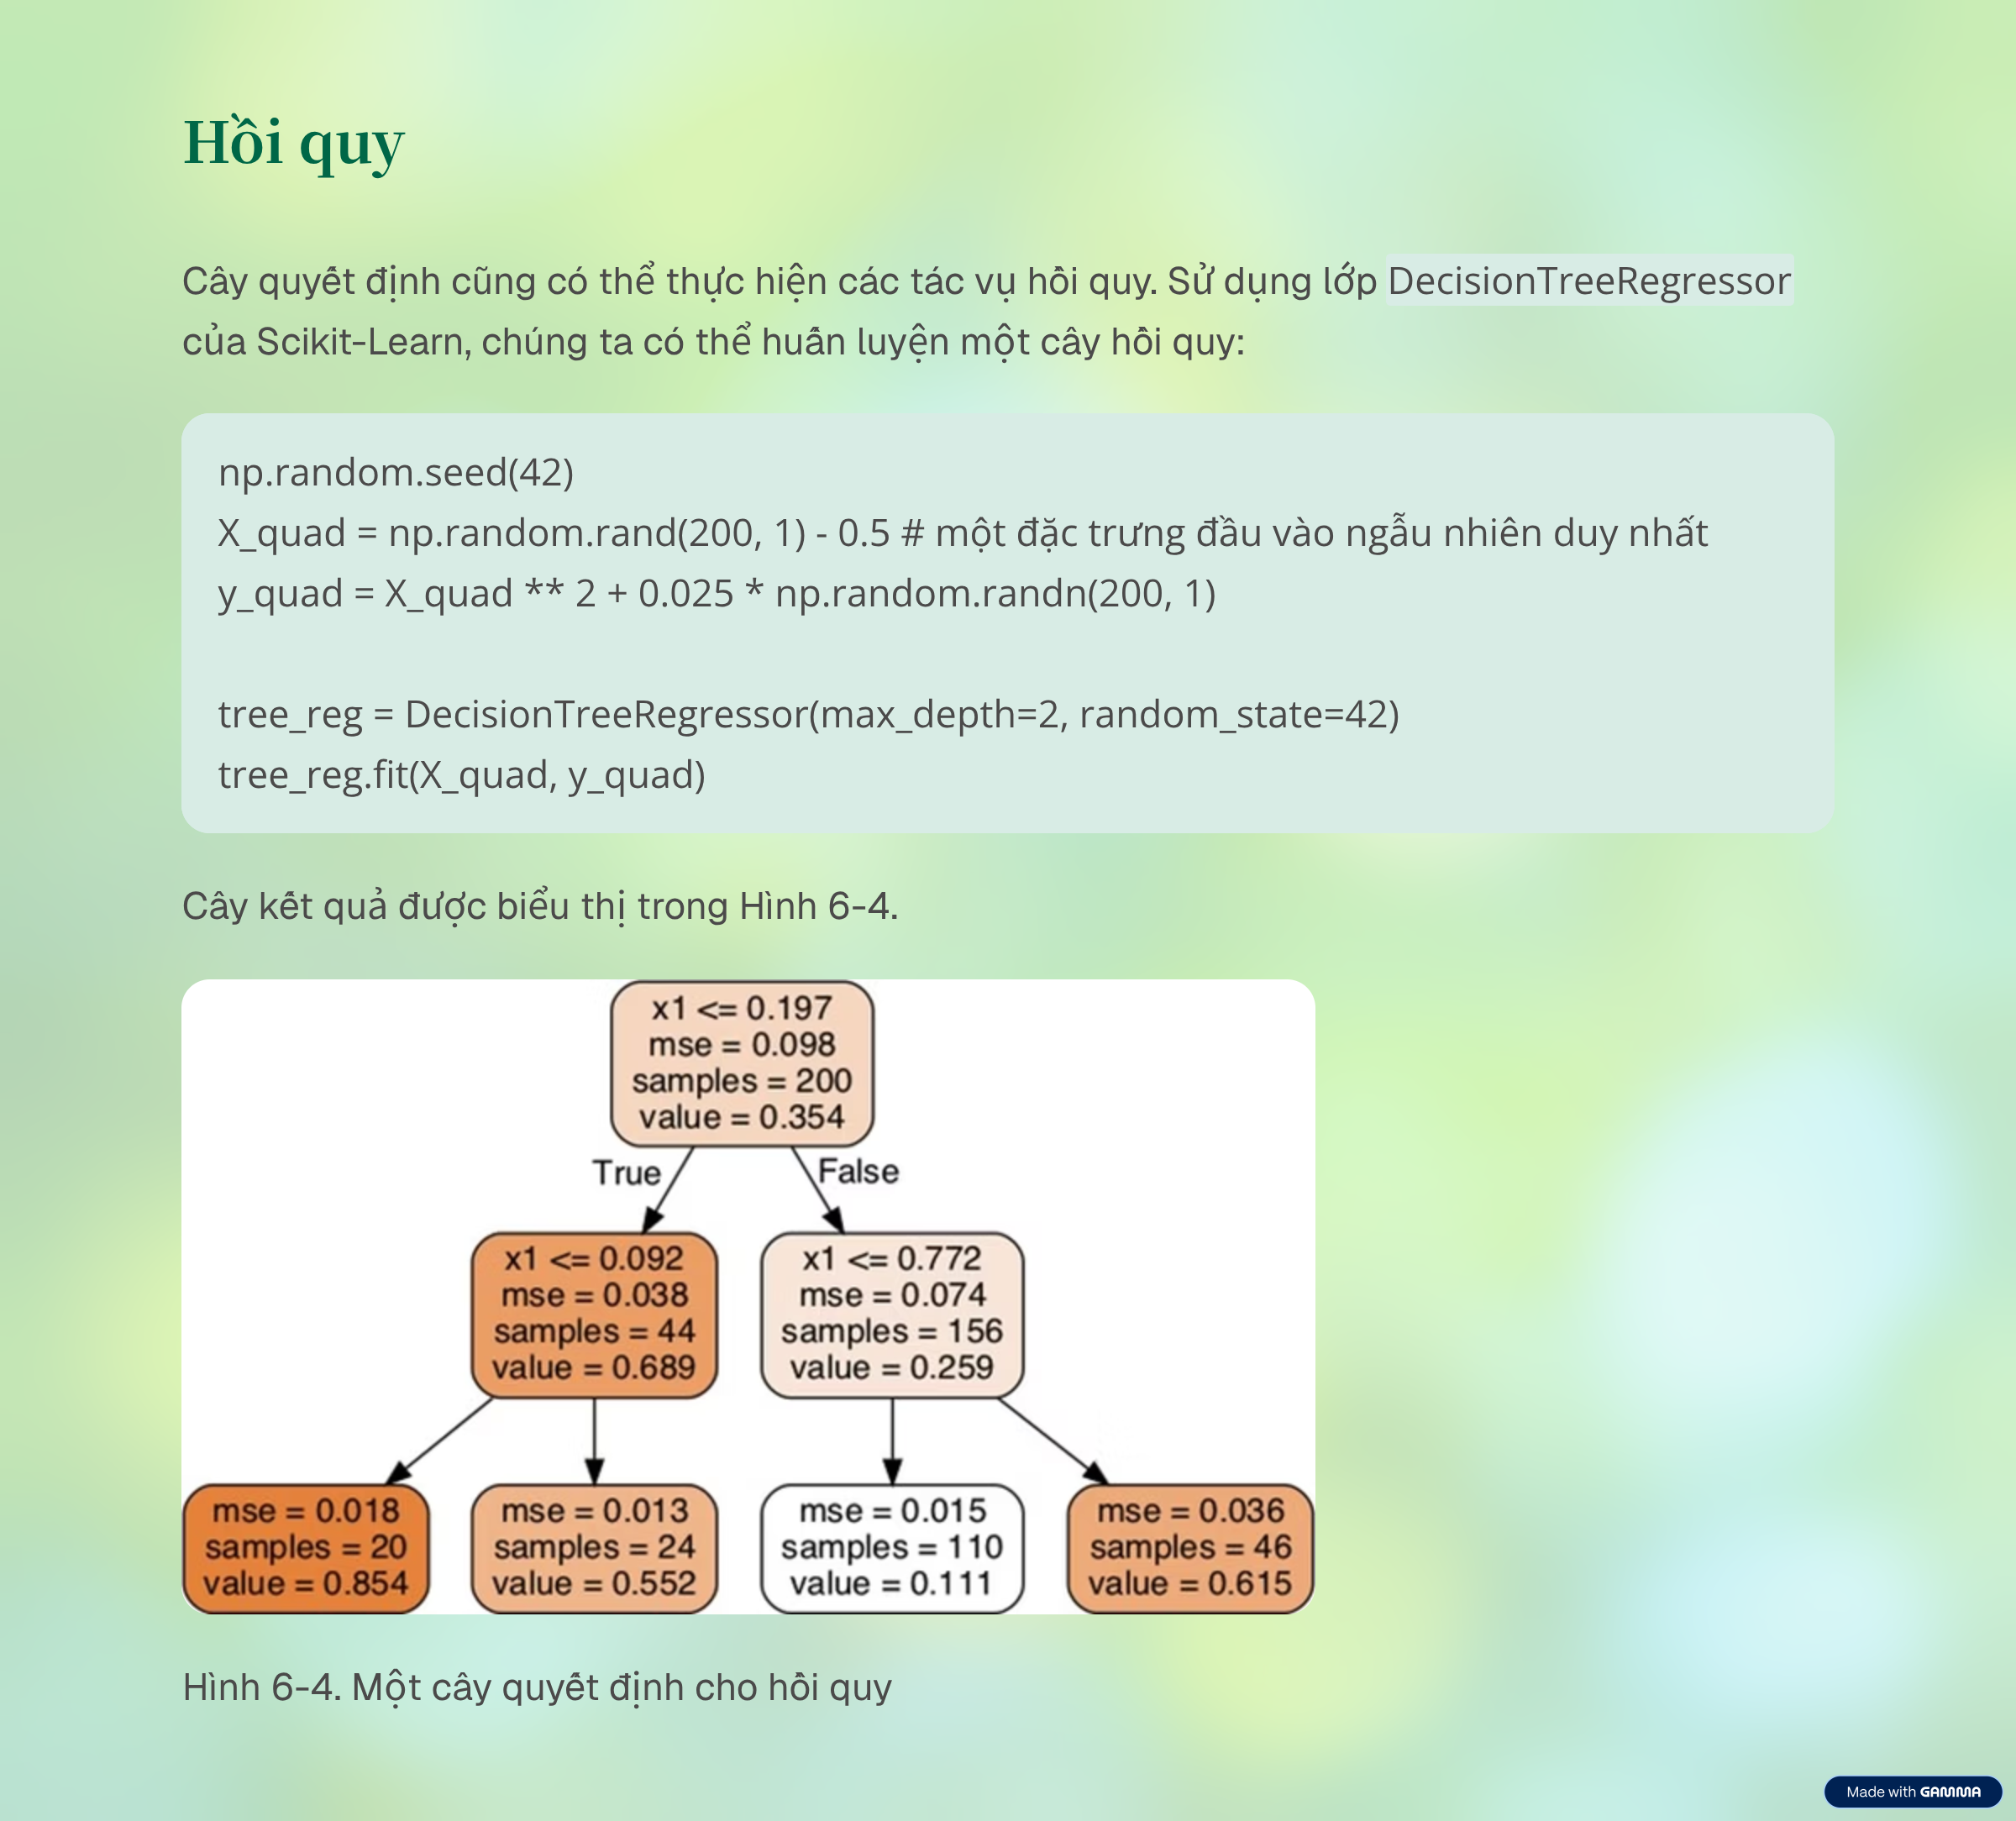 Hồi quy
Cây quyết định cũng có thể thực hiện các tác vụ hồi quy. Sử dụng lớp DecisionTreeRegressor
của Scikit-Learn, chúng ta có thể huấn luyện một cây hồi quy:
np.random.seed(42)
X_quad = np.random.rand(200, 1) - 0.5 # một đặc trưng đầu vào ngẫu nhiên duy nhất
y_quad = X_quad ** 2 + 0.025 * np.random.randn(200, 1)
tree_reg = DecisionTreeRegressor(max_depth=2, random_state=42)
tree_reg.fit(X_quad, y_quad)
Cây kết quả được biểu thị trong Hình 6-4.
x1 <= 0.197
mse = 0.098
samples = 200
value = 0.354
True
False
x1 <= 0.092
mse = 0.038
samples = 44
value = 0.689
x1 <= 0.772
mse = 0.074
samples = 156
value = 0.259
mse = 0.018
samples = 20
value = 0.854
mse = 0.013
samples = 24
value = 0.552
mse = 0.015
samples = 110
value = 0.111
mse = 0.036
samples = 46
value = 0.615
Hình 6-4. Một cây quyết định cho hồi quy
Made with GAMMA